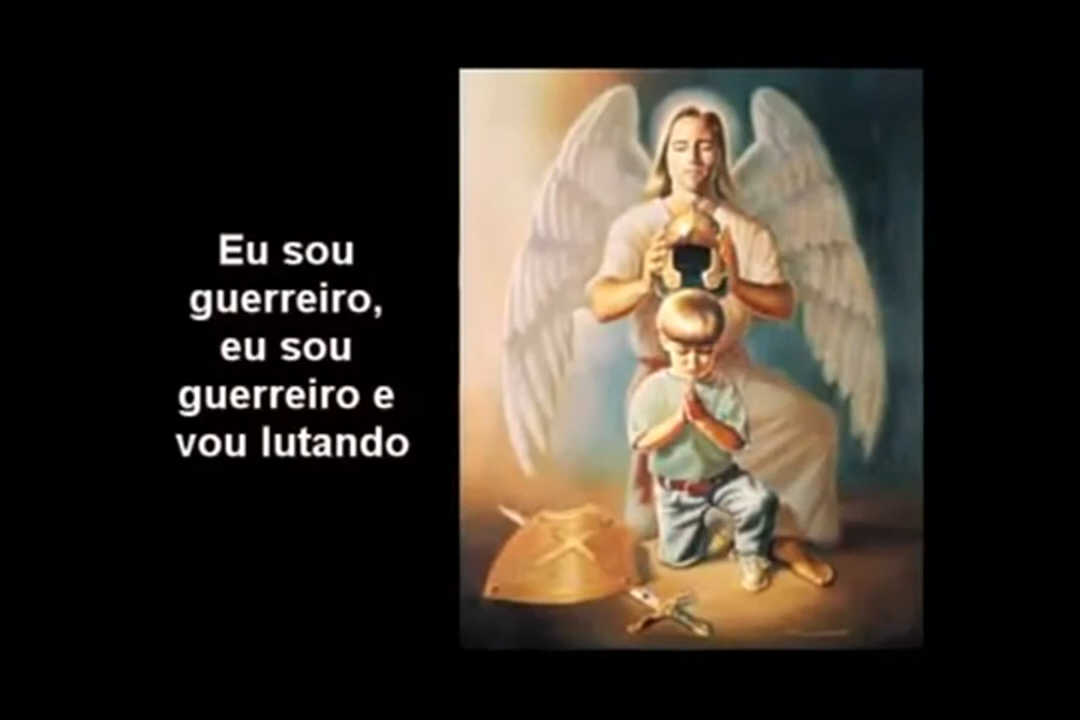 Eu sou
guerreiro,
eu sou
guerreiro e
vou lutando